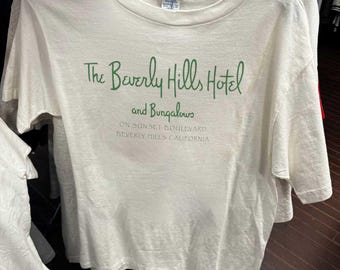 The Beverly Hills Hotel
and Bungalows
ON SUNSET BOULEVARD
BEVERLY HILLS CALIFORNIA